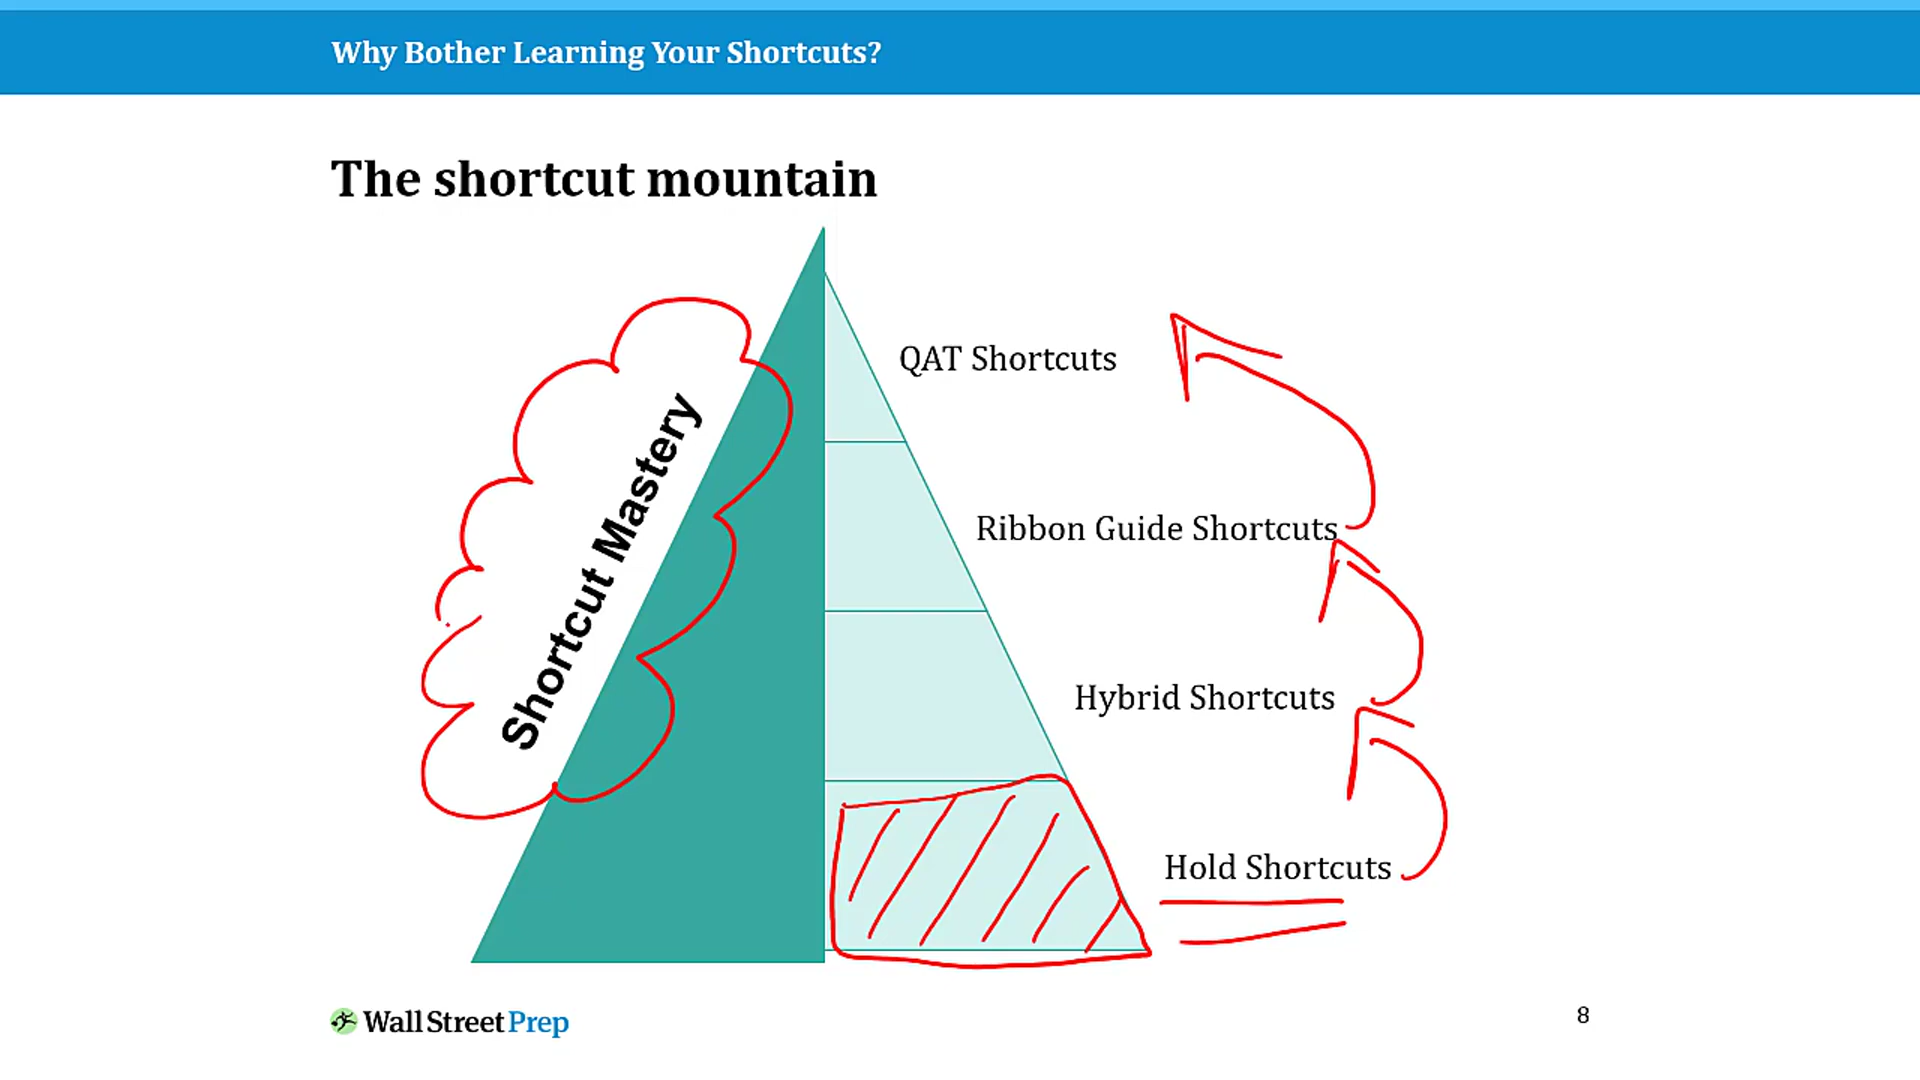 Why Bother Learning Your Shortcuts?
The shortcut mountain
Shortcut Mastery
QAT Shortcuts
Ribbon Guide Shortcuts
Hybrid Shortcuts
Hold Shortcuts
Wall Street Prep
8